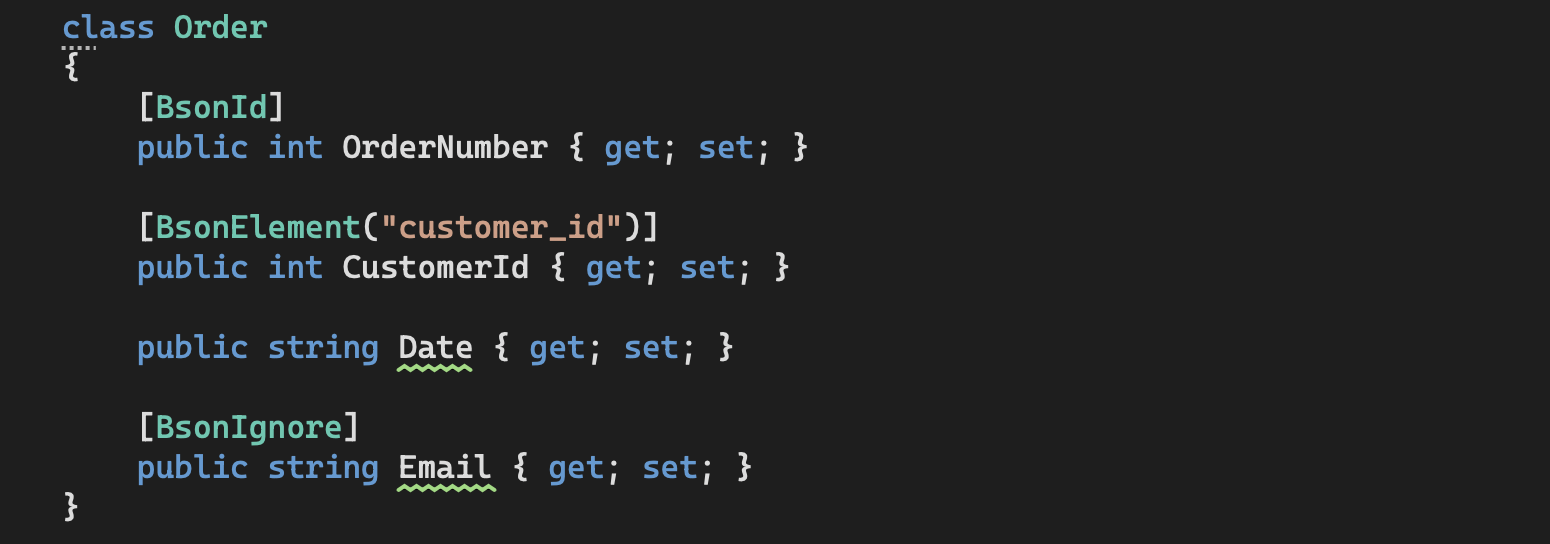 class Order
{
    [BsonId]
    public int OrderNumber { get; set; }

    [BsonElement("customer_id")]
    public int CustomerId { get; set; }

    public string Date { get; set; }

    [BsonIgnore]
    public string Email { get; set; }
}